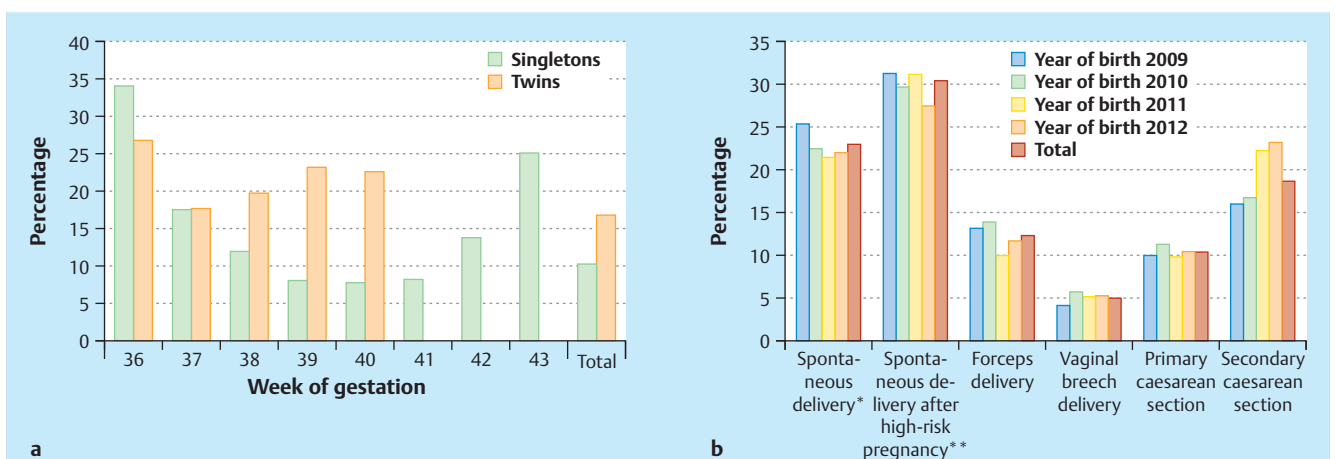 40
35
30
25
20
15
10
5
0
Percentage
Singletons
Twins
36 37 38 39 40 41 42 43 Total
Week of gestation
a
35
30
25
20
15
10
5
0
Percentage
Year of birth 2009
Year of birth 2010
Year of birth 2011
Year of birth 2012
Total
Sponta-
neous
delivery*
Sponta-
neous de-
livery after
high-risk
pregnancy**
Forceps
delivery
Vaginal
breech
delivery
Primary
caesarean
section
Secondary
caesarean
section
b